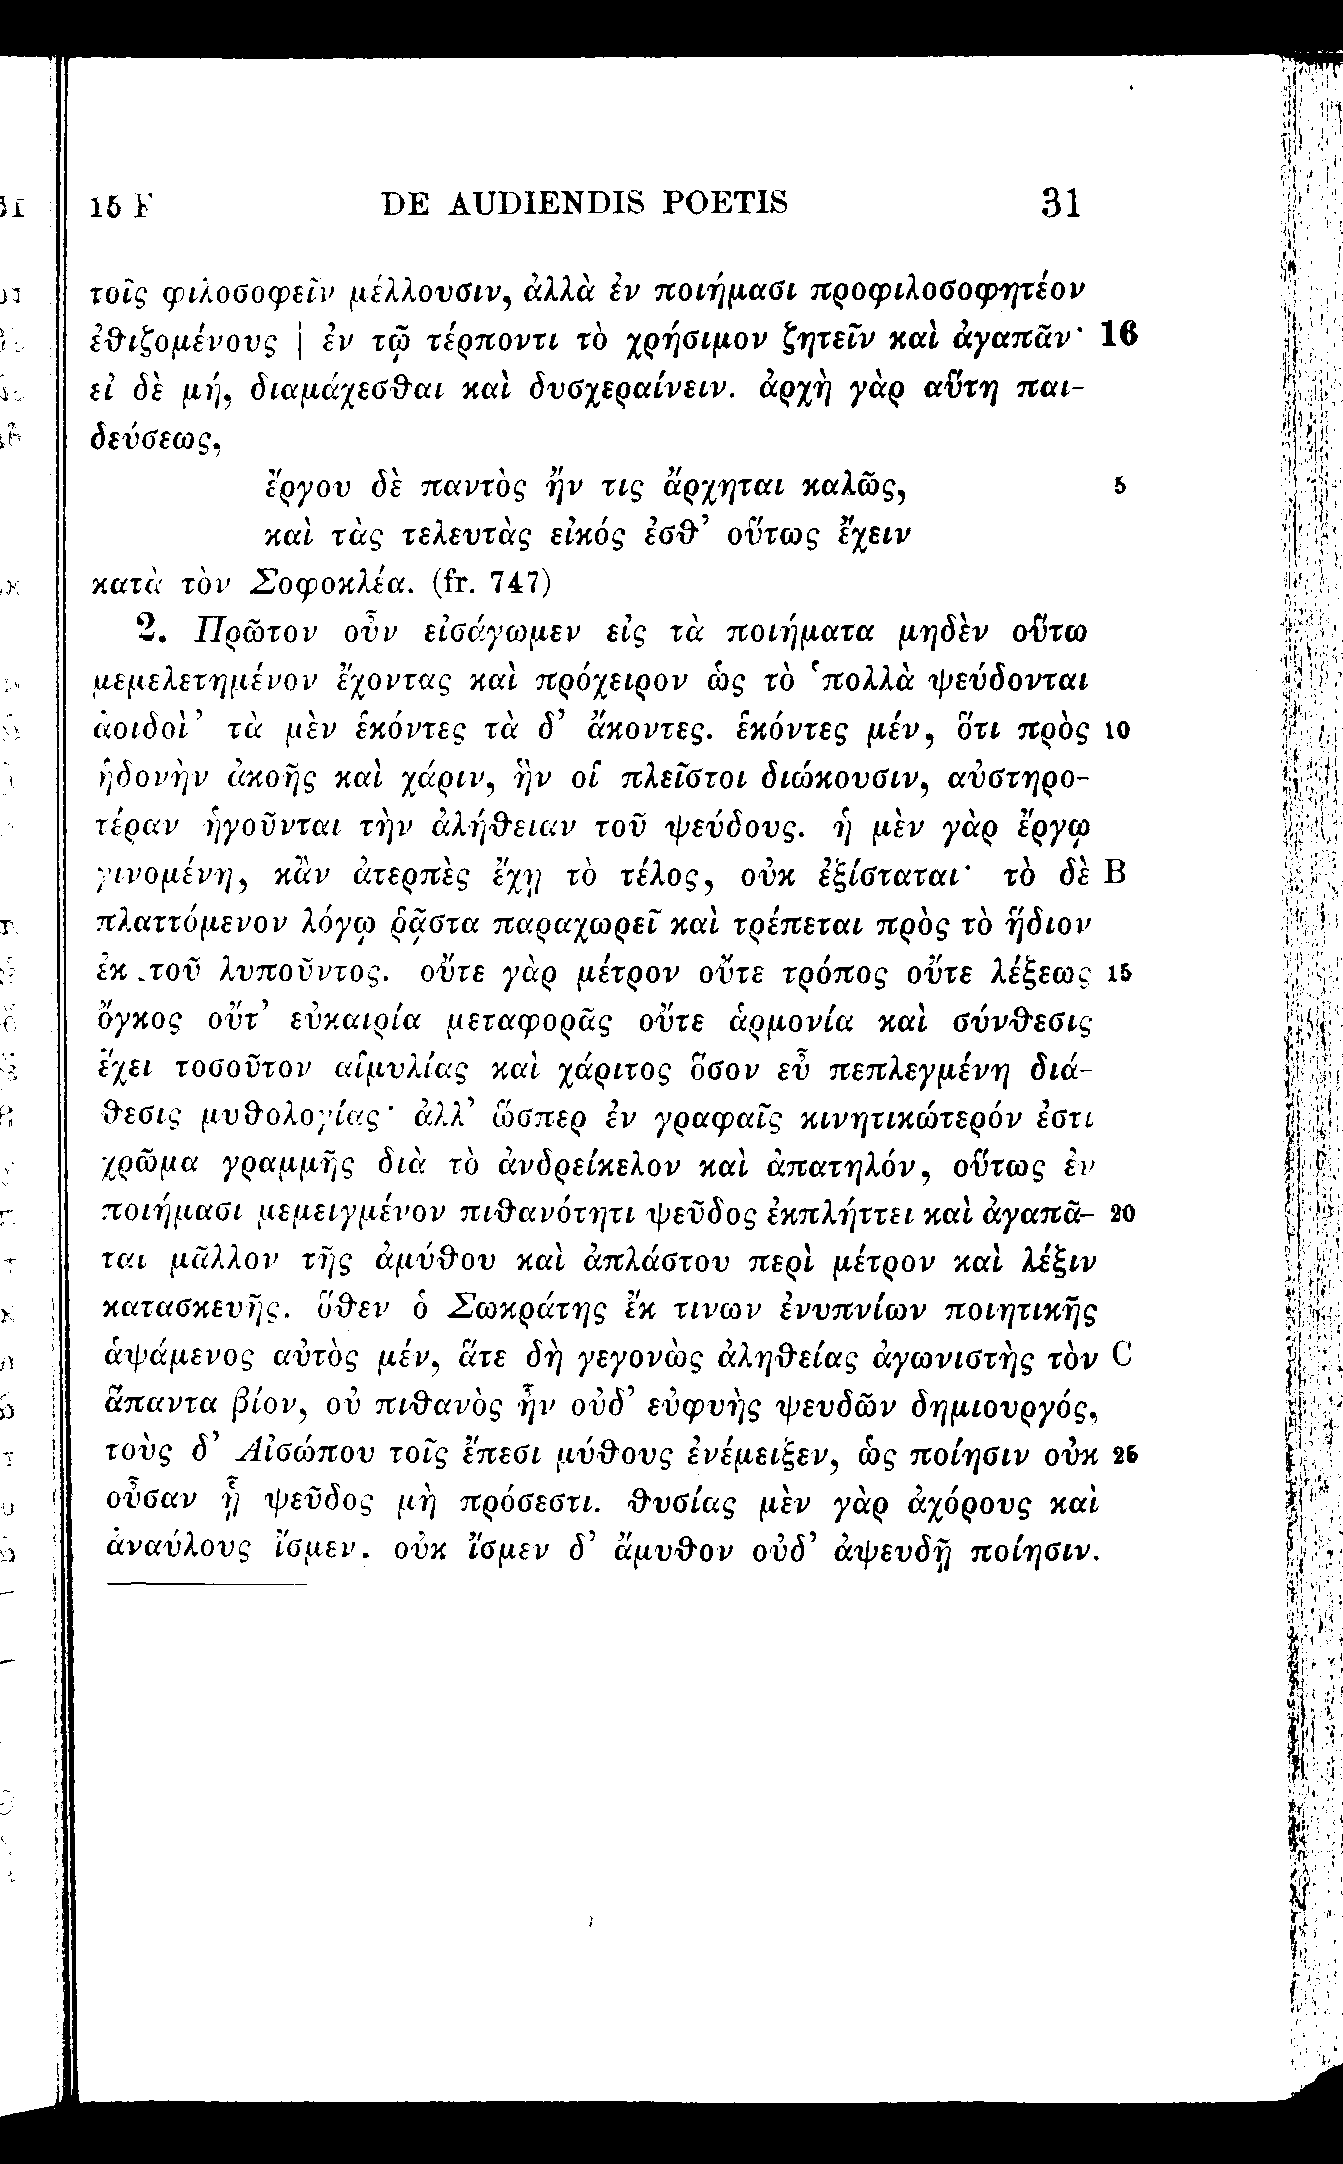 15 F DE AUDIENDIS POETIS 31
τοῖς φιλοσοφεῖν μέλλουσιν, ἀλλὰ ἐν ποιήμασι προφιλοσοφητέον
ἐθιζομένους | ἐν τῷ τέρποντι τὸ χρήσιμον ζητεῖν καὶ ἀγαπᾶν· 16
εἰ δὲ μή, διαμάχεσθαι καὶ δυσχεραίνειν. ἀρχὴ γὰρ αὕτη παι-
δεύσεως,
ἔργου δὲ παντὸς ἤν τις ἄρχηται καλῶς, 5
καὶ τὰς τελευτὰς εἰκός ἐσθ’ οὕτως ἔχειν
κατὰ τὸν Σοφοκλέα. (fr. 747)
2. Πρῶτον οὖν εἰσάγωμεν εἰς τὰ ποιήματα μηδὲν οὕτω
μεμελετημένον ἔχοντας καὶ πρόχειρον ὡς τὸ ‘πολλὰ ψεύδονται
ἀοιδοὶ’ τὰ μὲν ἑκόντες τὰ δ’ ἄκοντες. ἑκόντες μέν, ὅτι πρὸς 10
ἡδονὴν ἀκοῆς καὶ χάριν, ἣν οἱ πλεῖστοι διώκουσιν, αὐστηρο-
τέραν ἡγοῦνται τὴν ἀλήθειαν τοῦ ψεύδους. ἡ μὲν γὰρ ἔργῳ
γινομένη, κἂν ἀτερπὲς ἔχῃ τὸ τέλος, οὐκ ἐξίσταται· τὸ δὲ B
πλαττόμενον λόγῳ ῥᾷστα παραχωρεῖ καὶ τρέπεται πρὸς τὸ ἥδιον
ἐκ τοῦ λυποῦντος. οὔτε γὰρ μέτρον οὔτε τρόπος οὔτε λέξεως 15
ὄγκος οὔτ’ εὐκαιρία μεταφορᾶς οὔτε ἁρμονία καὶ σύνθεσις
ἔχει τοσοῦτον αἱμυλίας καὶ χάριτος ὅσον εὖ πεπλεγμένη διά-
θεσις μυθολογίας· ἀλλ’ ὥσπερ ἐν γραφαῖς κινητικώτερόν ἐστι
χρῶμα γραμμῆς διὰ τὸ ἀνδρείκελον καὶ ἀπατηλόν, οὕτως ἐν
ποιήμασι μεμειγμένον πιθανότητι ψεῦδος ἐκπλήττει καὶ ἀγαπᾶ- 20
ται μᾶλλον τῆς ἀμύθου καὶ ἀπλάστου περὶ μέτρον καὶ λέξιν
κατασκευῆς. ὅθεν ὁ Σωκράτης ἔκ τινων ἐνυπνίων ποιητικῆς
ἁψάμενος αὐτὸς μέν, ἅτε δὴ γεγονὼς ἀληθείας ἀγωνιστὴς τὸν C
ἅπαντα βίον, οὐ πιθανὸς ἦν οὐδ’ εὐφυὴς ψευδῶν δημιουργός,
τοὺς δ’ Αἰσώπου τοῖς ἔπεσι μύθους ἐνέμειξεν, ὡς ποίησιν οὐκ 25
οὖσαν ᾗ ψεῦδος μὴ πρόσεστι. θυσίας μὲν γὰρ ἀχόρους καὶ
ἀναύλους ἴσμεν. οὐκ ἴσμεν δ’ ἄμυθον οὐδ’ ἀψευδῆ ποίησιν.